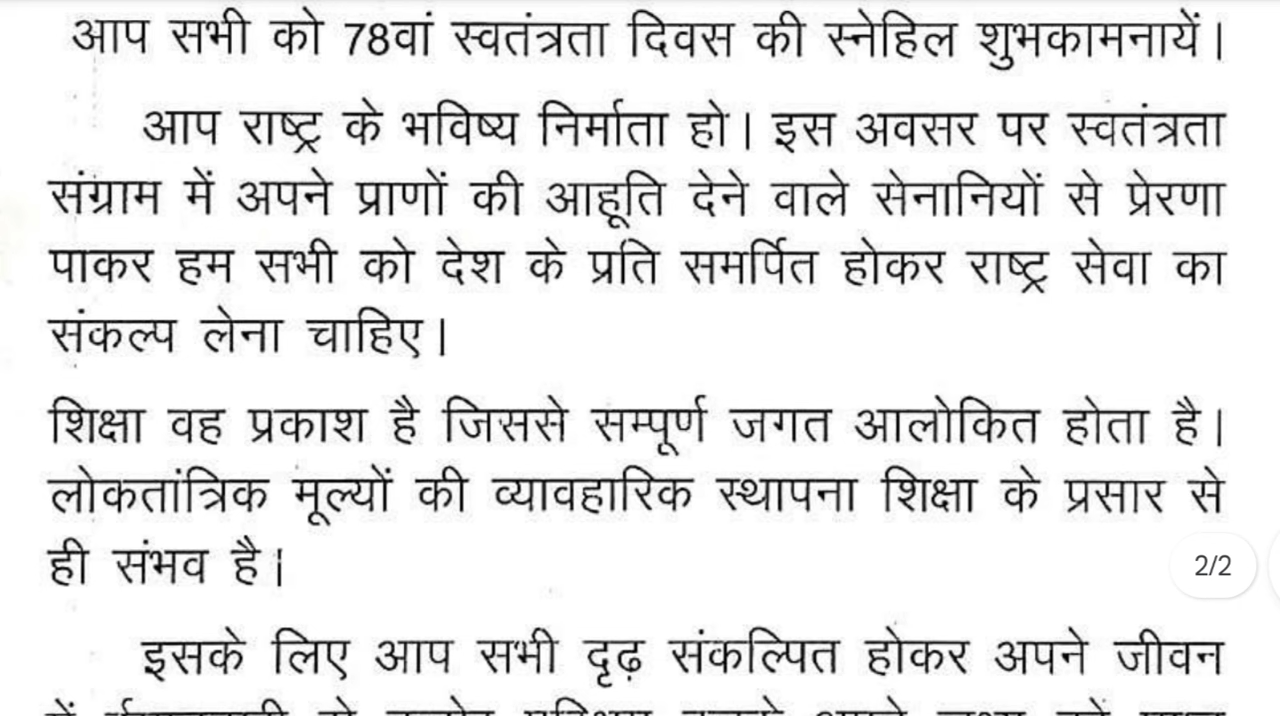 आप सभी को 78वां स्वतंत्रता दिवस की स्नेहिल शुभकामनायें।
आप राष्ट्र के भविष्य निर्माता हो। इस अवसर पर स्वतंत्रता
संग्राम में अपने प्राणों की आहूति देने वाले सेनानियों से प्रेरणा
पाकर हम सभी को देश के प्रति समर्पित होकर राष्ट्र सेवा का
संकल्प लेना चाहिए।
शिक्षा वह प्रकाश है जिससे सम्पूर्ण जगत आलोकित होता है।
लोकतांत्रिक मूल्यों की व्यावहारिक स्थापना शिक्षा के प्रसार से
ही संभव है।
2/2
इसके लिए आप सभी दृढ़ संकल्पित होकर अपने जीवन